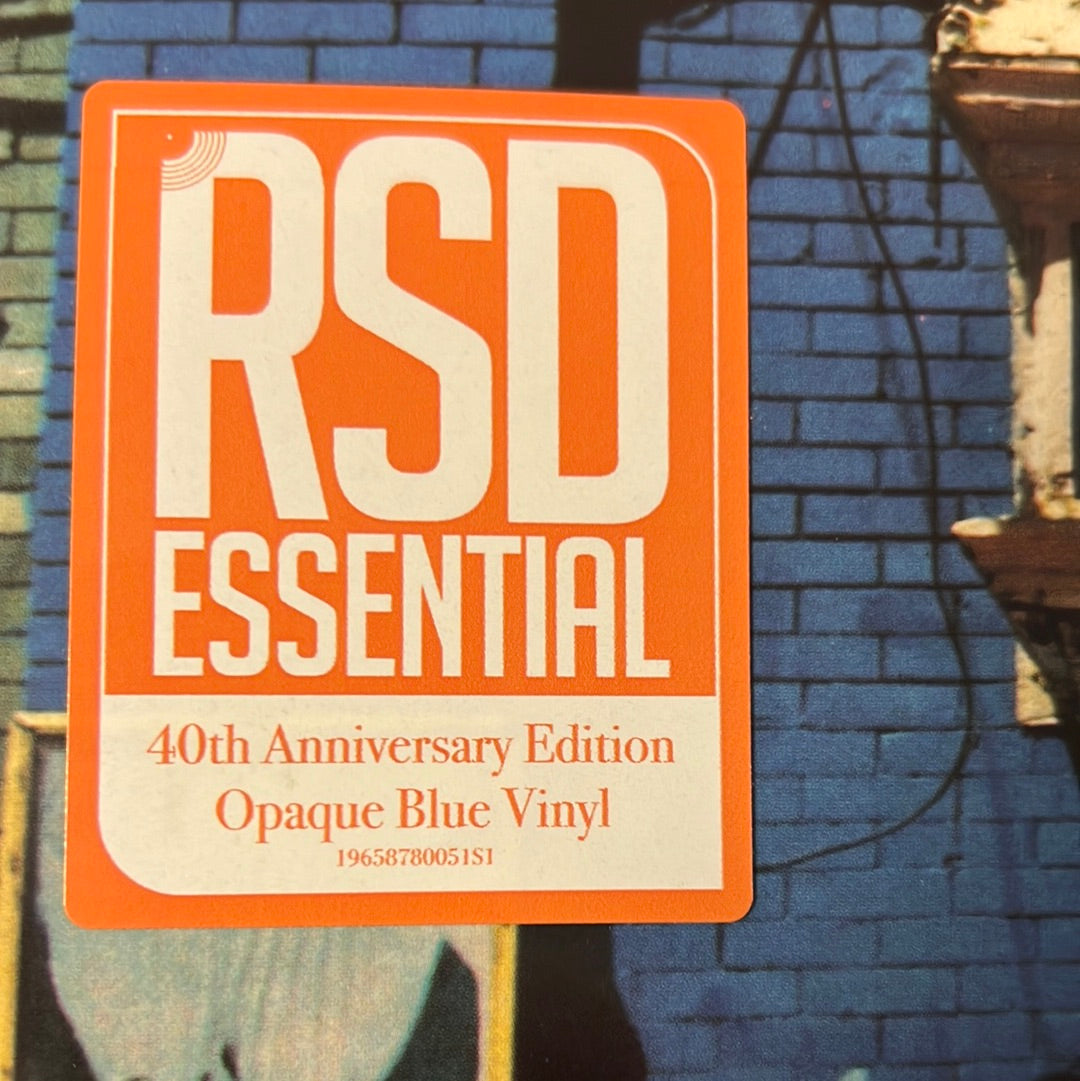 RSD
ESSENTIAL
40th Anniversary Edition
Opaque Blue Vinyl
19658780051S1